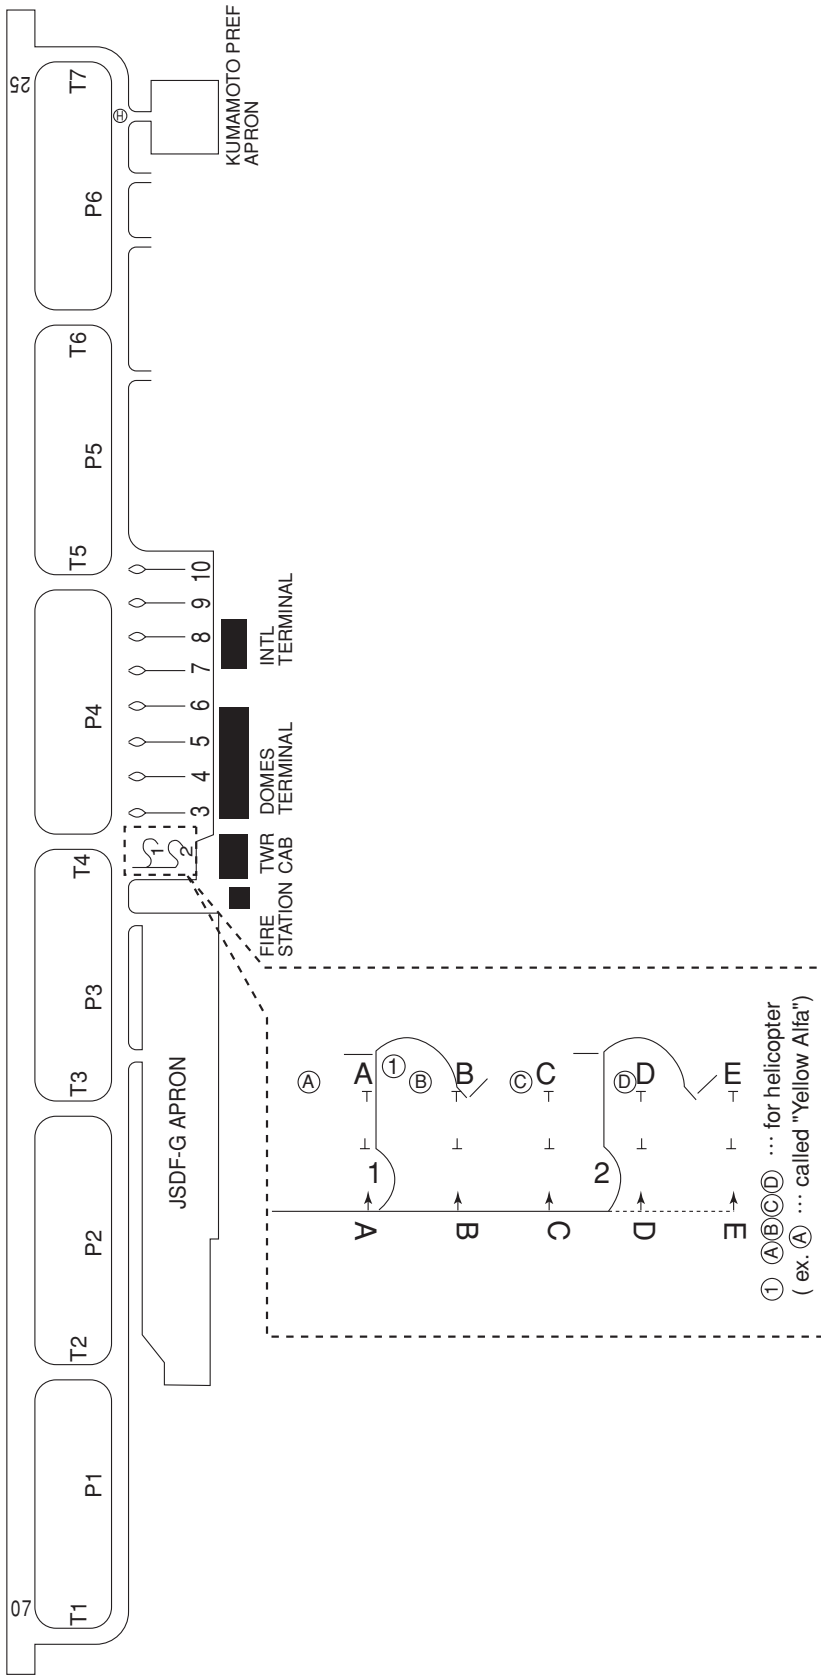 07
25
T1
P1
T2
P2
T3
P3
T4
P4
T5
P5
T6
P6
T7
H
JSDF-G APRON
1
2
3
4
5
6
7
8
9
10
KUMAMOTO PREF
APRON
FIRE
STATION
TWR
CAB
DOMES
TERMINAL
INTL
TERMINAL
Ⓐ
A
1
A
①
Ⓑ
B
B
Ⓒ
C
C
2
Ⓓ
D
D
E
E
① ⒶⒷⒸⒹ ··· for helicopter
( ex. Ⓐ ··· called "Yellow Alfa")